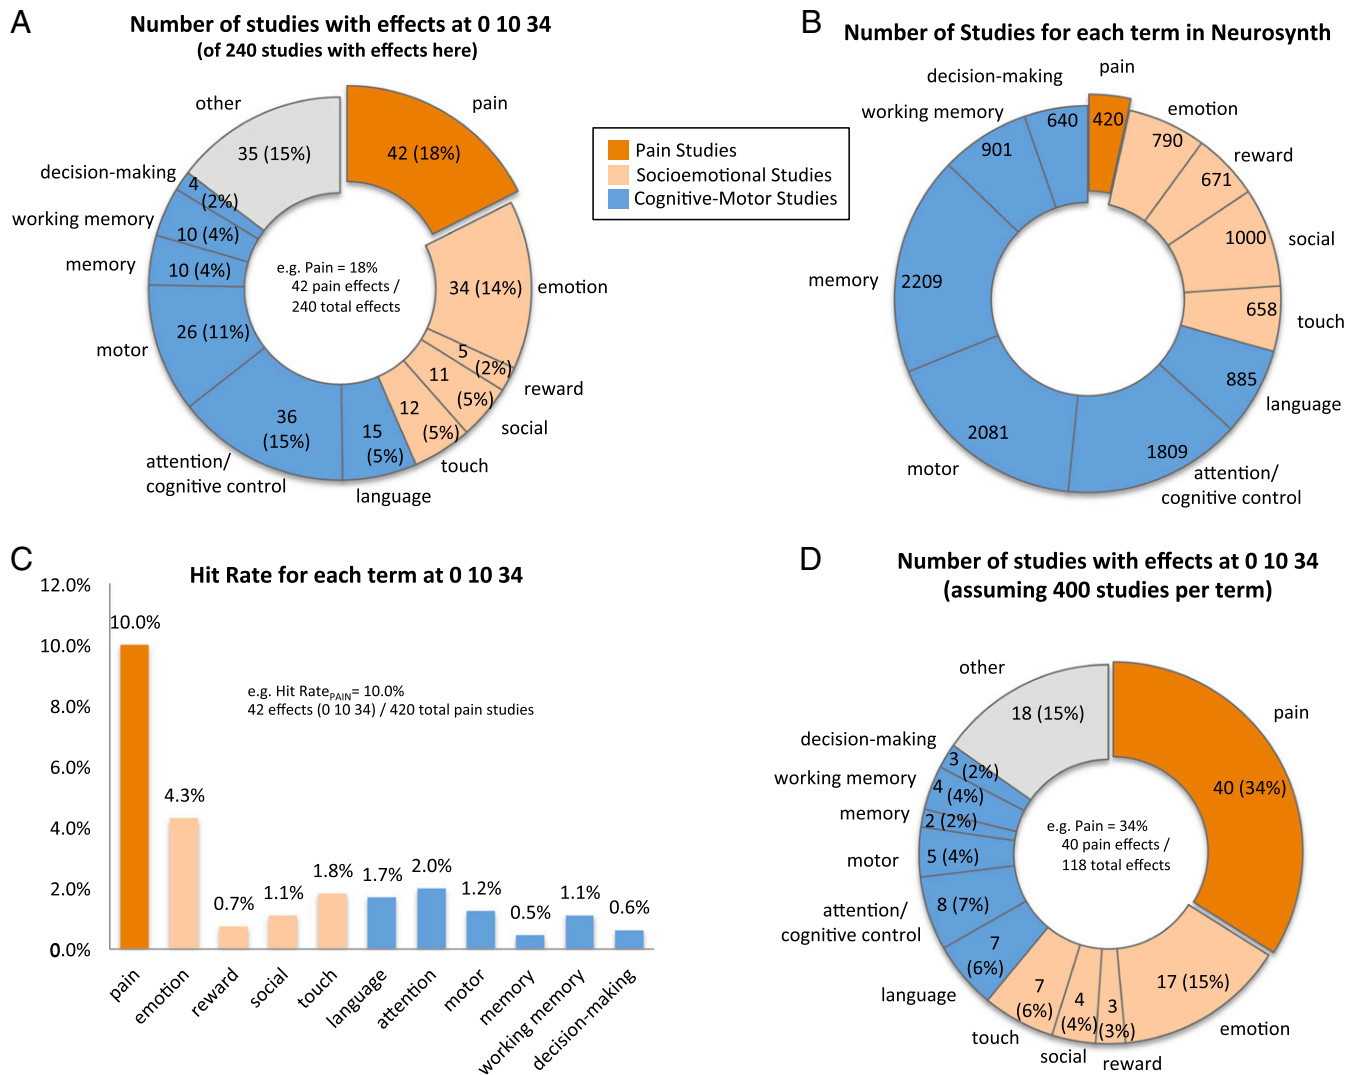 A
Number of studies with effects at 0 10 34
(of 240 studies with effects here)
other
pain
35 (15%)
42 (18%)
decision-making
4
(2%)
working memory
10 (4%)
memory
10 (4%)
e.g. Pain = 18%
42 pain effects /
240 total effects
34 (14%)
emotion
motor
26 (11%)
5
(2%)
reward
11
(5%)
social
12
(5%)
touch
36
(15%)
15
(5%)
attention/
cognitive control
language
Pain Studies
Socioemotional Studies
Cognitive-Motor Studies
B
Number of Studies for each term in Neurosynth
decision-making
pain
working memory
emotion
640
420
790
901
reward
671
1000
social
memory
2209
658
touch
885
language
2081
1809
motor
attention/
cognitive control
C
Hit Rate for each term at 0 10 34
12.0%
10.0%
8.0%
6.0%
4.0%
2.0%
0.0%
10.0%
4.3%
0.7%
1.1%
1.8%
1.7%
2.0%
1.2%
0.5%
1.1%
0.6%
e.g. Hit RatePAIN= 10.0%
42 effects (0 10 34) / 420 total pain studies
pain
emotion
reward
social
touch
language
attention
motor
memory
working memory
decision-making
D
Number of studies with effects at 0 10 34
(assuming 400 studies per term)
other
pain
18 (15%)
decision-making
3
(2%)
working memory
4
(4%)
40 (34%)
memory
2 (2%)
e.g. Pain = 34%
40 pain effects /
118 total effects
motor
5 (4%)
attention/
cognitive control
8 (7%)
7
(6%)
language
17 (15%)
7
(6%)
4
(4%)
3
(3%)
touch
social
reward
emotion